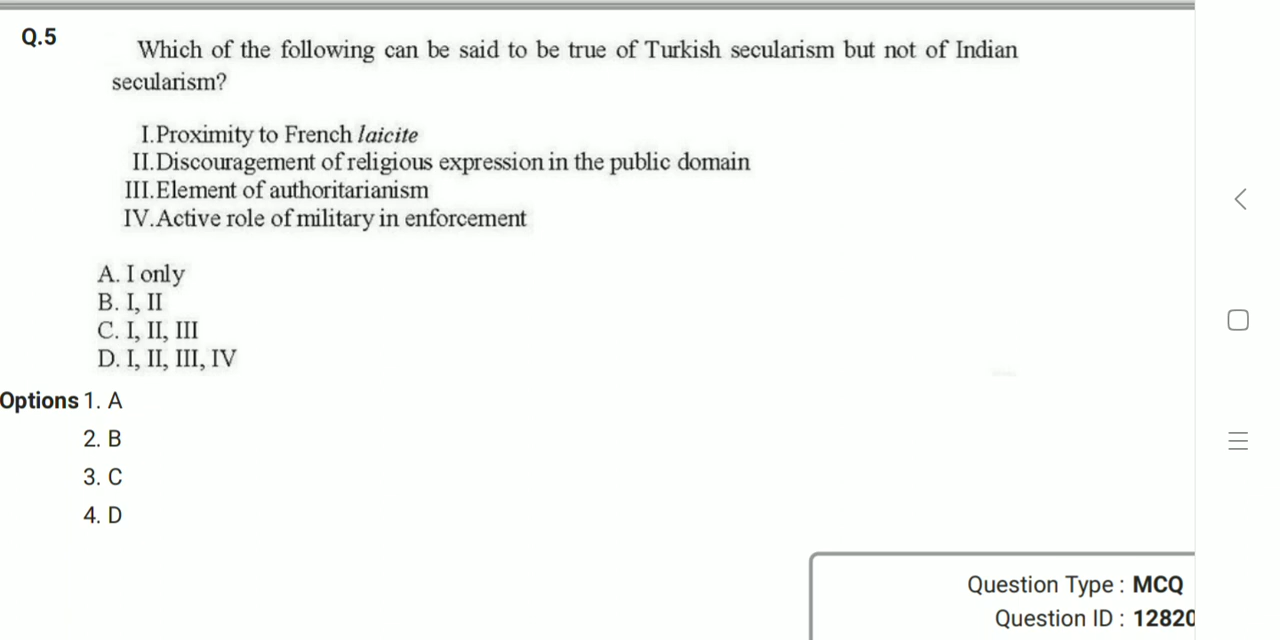 Q.5
Which of the following can be said to be true of Turkish secularism but not of Indian
secularism?
I.Proximity to French laicite
II.Discouragement of religious expression in the public domain
III.Element of authoritarianism
IV.Active role of military in enforcement
A. I only
B. I, II
C. I, II, III
D. I, II, III, IV
Options 1. A
2. B
3. C
4. D
Question Type : MCQ
Question ID : 12820